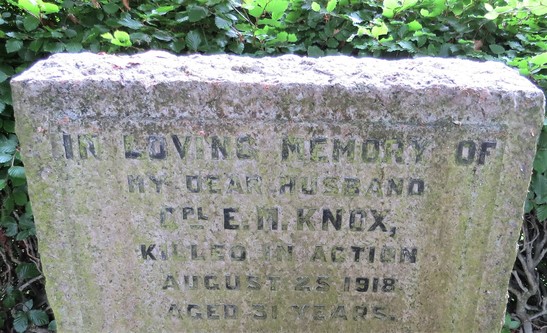 IN LOVING MEMORY OF
MY DEAR HUSBAND
CPL E. M. KNOX,
KILLED IN ACTION
AUGUST 25 1918
AGED 31 YEARS.